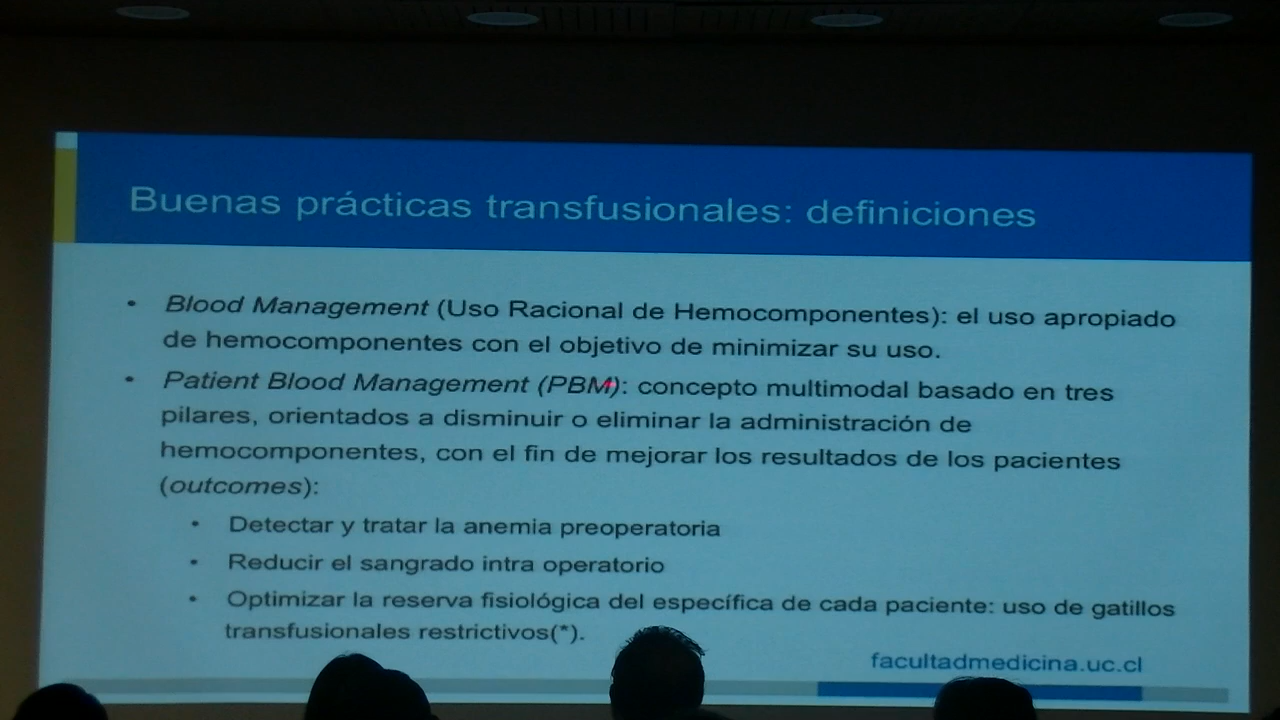 Buenas prácticas transfusionales: definiciones
• Blood Management (Uso Racional de Hemocomponentes): el uso apropiado
de hemocomponentes con el objetivo de minimizar su uso.
• Patient Blood Management (PBM): concepto multimodal basado en tres
pilares, orientados a disminuir o eliminar la administración de
hemocomponentes, con el fin de mejorar los resultados de los pacientes
(outcomes):
• Detectar y tratar la anemia preoperatoria
• Reducir el sangrado intra operatorio
• Optimizar la reserva fisiológica del específica de cada paciente: uso de gatillos
transfusionales restrictivos(*).
facultadmedicina.uc.cl